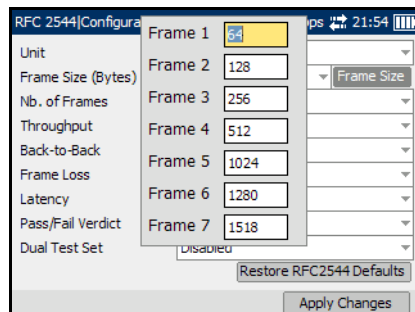 RFC 2544|Configura
ps 21:54
Frame 1 64
Frame 2 128
Frame 3 256
Frame 4 512
Frame 5 1024
Frame 6 1280
Frame 7 1518
Unit
Frame Size (Bytes)
Frame Size
Nb. of Frames
Throughput
Back-to-Back
Frame Loss
Latency
Pass/Fail Verdict
Dual Test Set
Disabled
Restore RFC2544 Defaults
Apply Changes